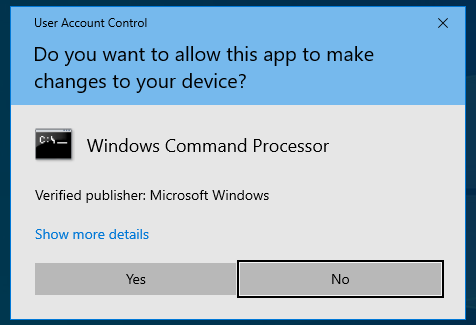 User Account Control
Do you want to allow this app to make
changes to your device?
C:\_
Windows Command Processor
Verified publisher: Microsoft Windows
Show more details
Yes No